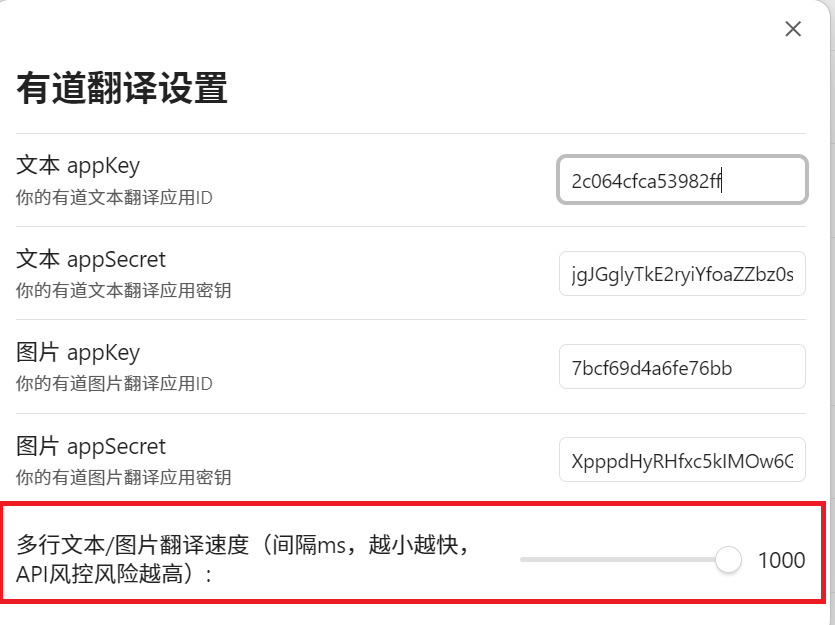 有道翻译设置
文本 appKey
你的有道文本翻译应用ID
2c064cfca53982ff
文本 appSecret
你的有道文本翻译应用密钥
jgJGglyTkE2ryiYfoaZZbz0s
图片 appKey
你的有道图片翻译应用ID
7bcf69d4a6fe76bb
图片 appSecret
你的有道图片翻译应用密钥
XpppdHyRHfxc5kIMOw6G
多行文本/图片翻译速度（间隔ms，越小越快，
API风控风险越高）:
1000